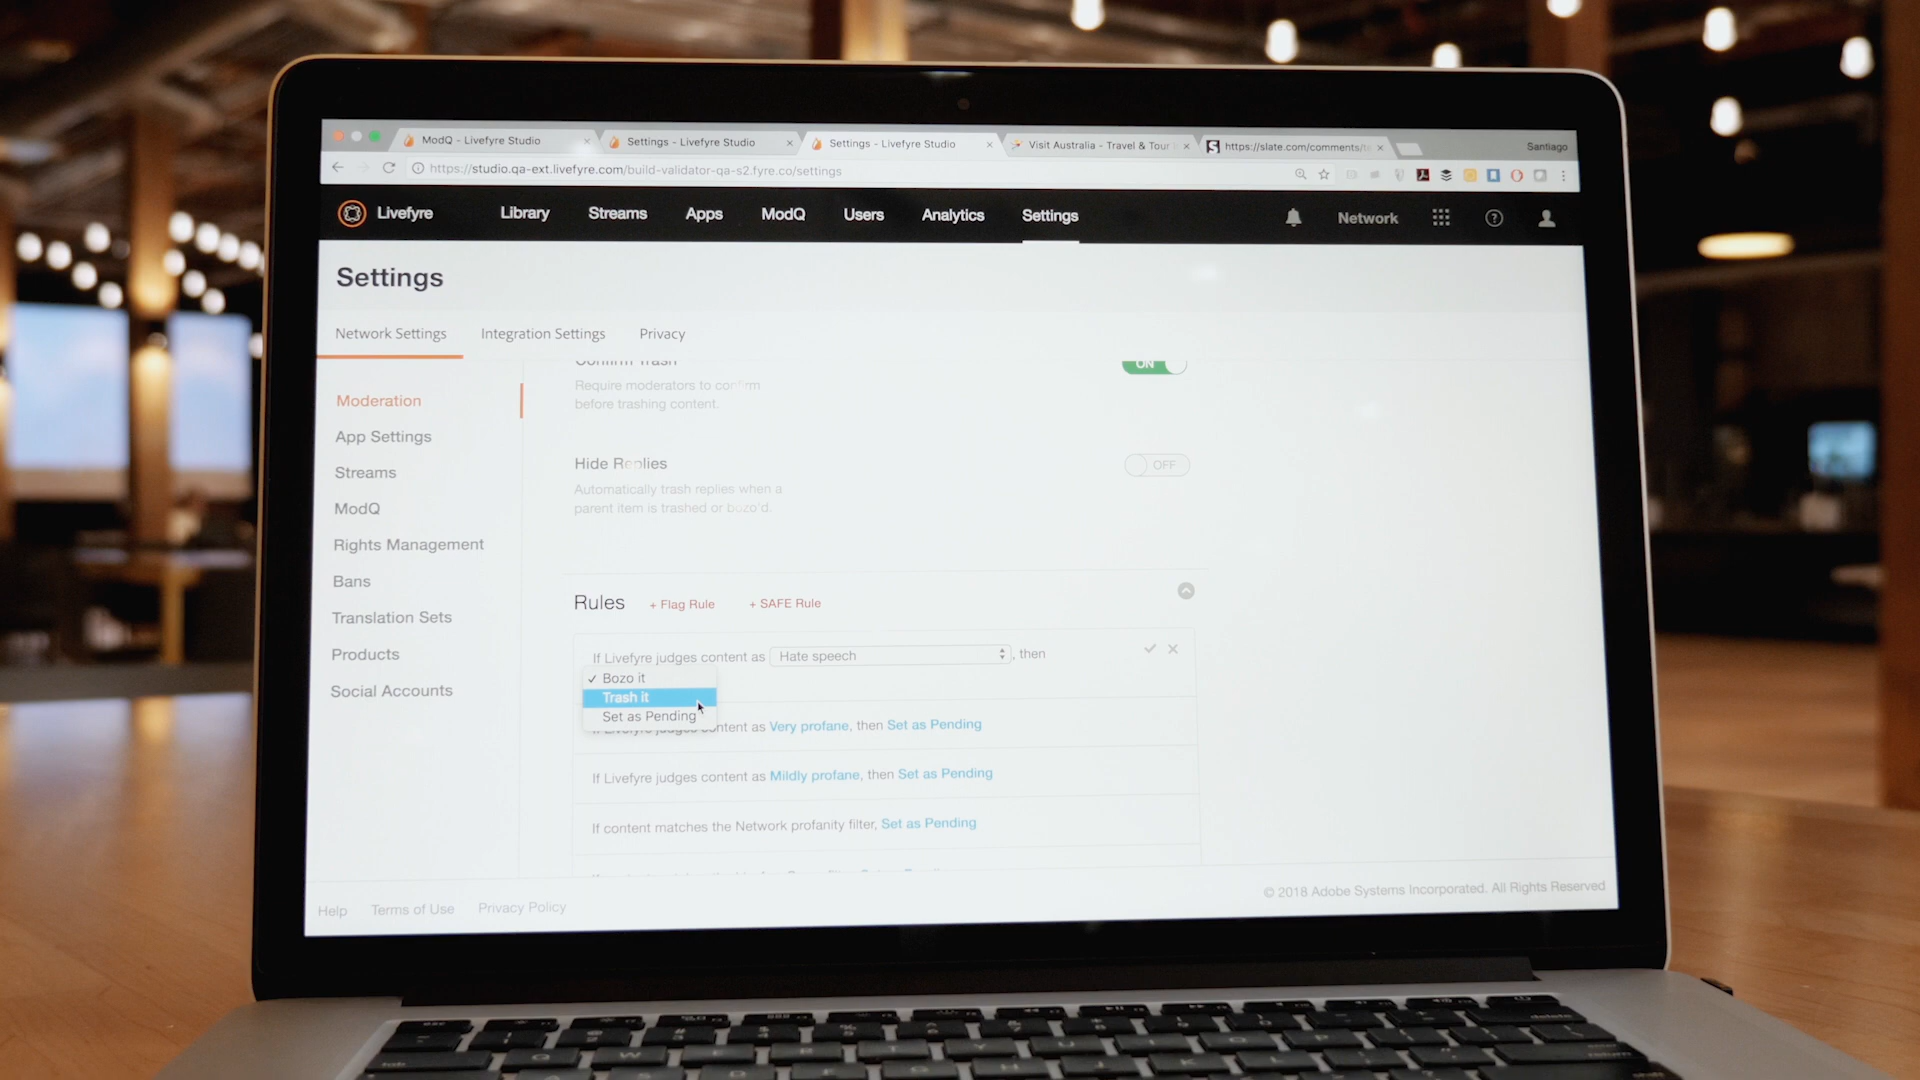 ModQ - Livefyre Studio
Settings - Livefyre Studio
Settings - Livefyre Studio
Visit Australia - Travel & Tour
https://slate.com/comments/
Santiago
https://studio.qa-ext.livefyre.com/build-validator-qa-s2.fyre.co/settings
Livefyre
Library
Streams
Apps
ModQ
Users
Analytics
Settings
Network
Settings
Network Settings
Integration Settings
Privacy
Moderation
App Settings
Streams
ModQ
Rights Management
Bans
Translation Sets
Products
Social Accounts
Confirm Trash
ON
Require moderators to confirm
before trashing content.
Hide Replies
OFF
Automatically trash replies when a
parent item is trashed or bozo'd.
Rules
+ Flag Rule
+ SAFE Rule
If Livefyre judges content as Hate speech , then
✓ Bozo it
Trash it
Set as Pending
If Livefyre judges content as Very profane, then Set as Pending
If Livefyre judges content as Mildly profane, then Set as Pending
If content matches the Network profanity filter, Set as Pending
Help
Terms of Use
Privacy Policy
© 2018 Adobe Systems Incorporated. All Rights Reserved